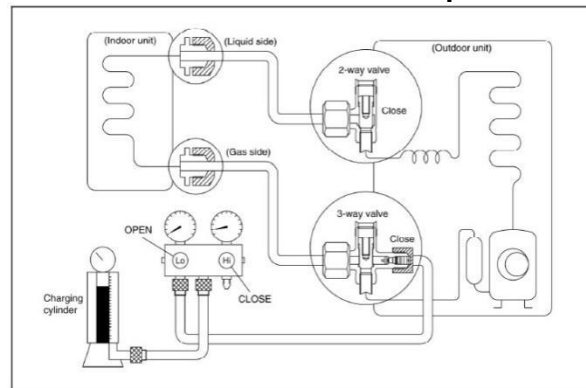 (Indoor unit)
(Liquid side)
(Outdoor unit)
2-way valve
Close
(Gas side)
3-way valve
Close
OPEN
Lo
Hi
CLOSE
Charging
cylinder